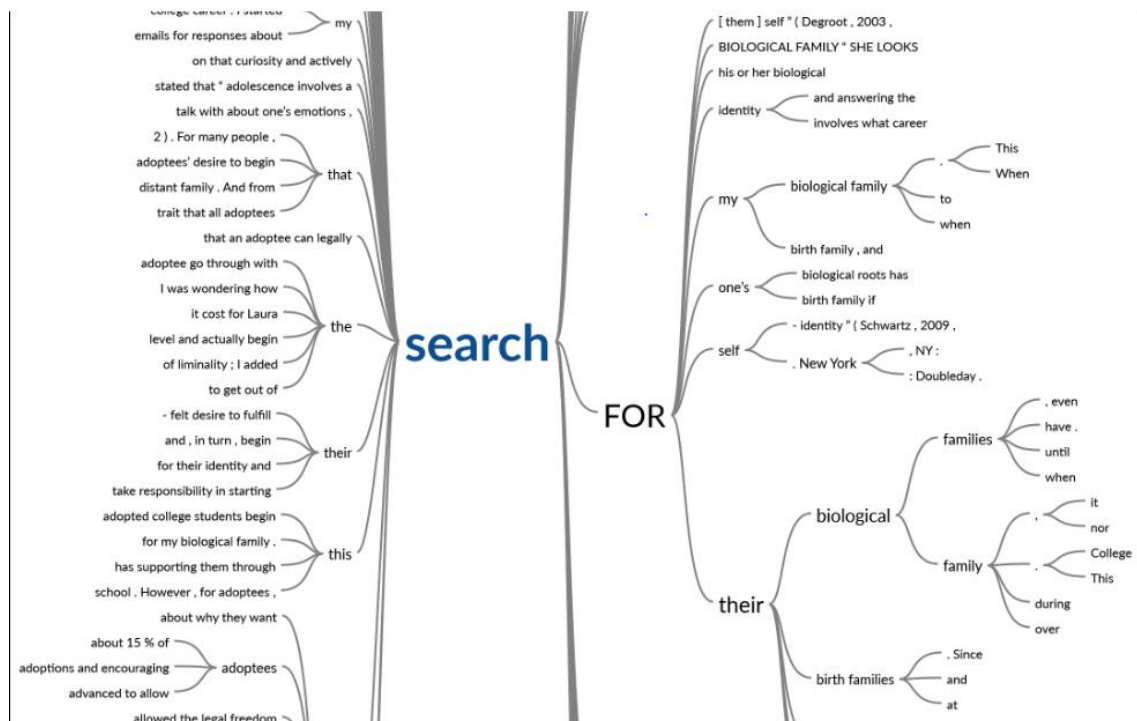 college career . I started
my
emails for responses about
on that curiosity and actively
stated that " adolescence involves a
talk with about one's emotions ,
2 ) . For many people ,
adoptees' desire to begin
that
distant family . And from
trait that all adoptees
that an adoptee can legally
adoptee go through with
I was wondering how
it cost for Laura
the
level and actually begin
of liminality ; I added
to get out of
- felt desire to fulfill
and , in turn , begin
their
for their identity and
take responsibility in starting
adopted college students begin
for my biological family .
this
has supporting them through
school . However , for adoptees ,
about why they want
about 15 % of
adoptions and encouraging
adoptees
advanced to allow
allowed the legal freedom
search
FOR
[ them ] self " ( Degroot , 2003 ,
BIOLOGICAL FAMILY " SHE LOOKS
his or her biological
identity
and answering the
involves what career
my
biological family
.
This
When
to
when
birth family , and
one's
biological roots has
birth family if
self
- identity " ( Schwartz , 2009 ,
. New York
, NY :
: Doubleday .
their
biological
families
, even
have .
until
when
family
,
it
nor
.
College
This
during
over
birth families
. Since
and
at